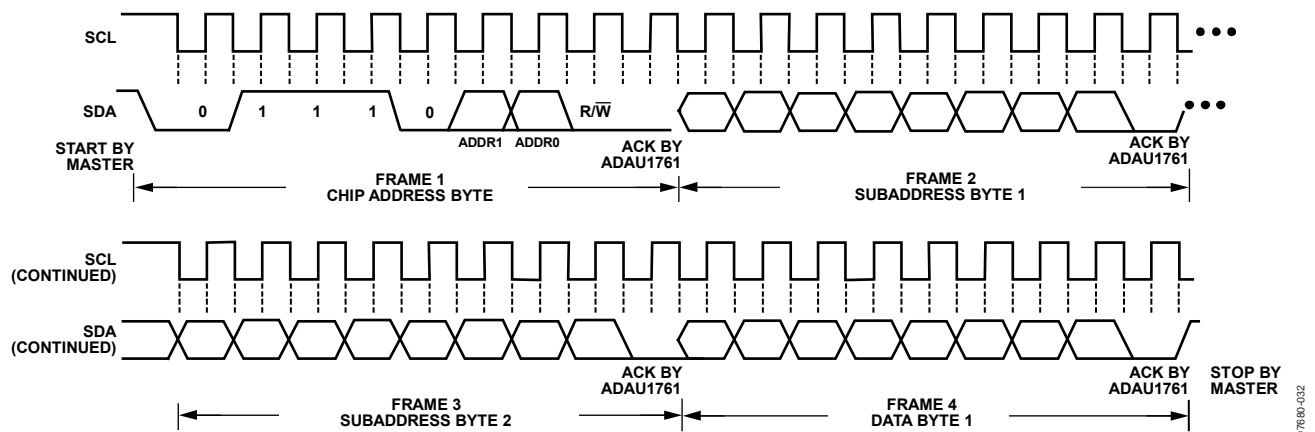 SCL
SDA
0 1 1 1 0 R/W̅
ADDR1 ADDR0
START BY
MASTER
ACK BY
ADAU1761
ACK BY
ADAU1761
FRAME 1
CHIP ADDRESS BYTE
FRAME 2
SUBADDRESS BYTE 1
SCL
(CONTINUED)
SDA
(CONTINUED)
ACK BY
ADAU1761
ACK BY
ADAU1761
STOP BY
MASTER
FRAME 3
SUBADDRESS BYTE 2
FRAME 4
DATA BYTE 1
07680-032